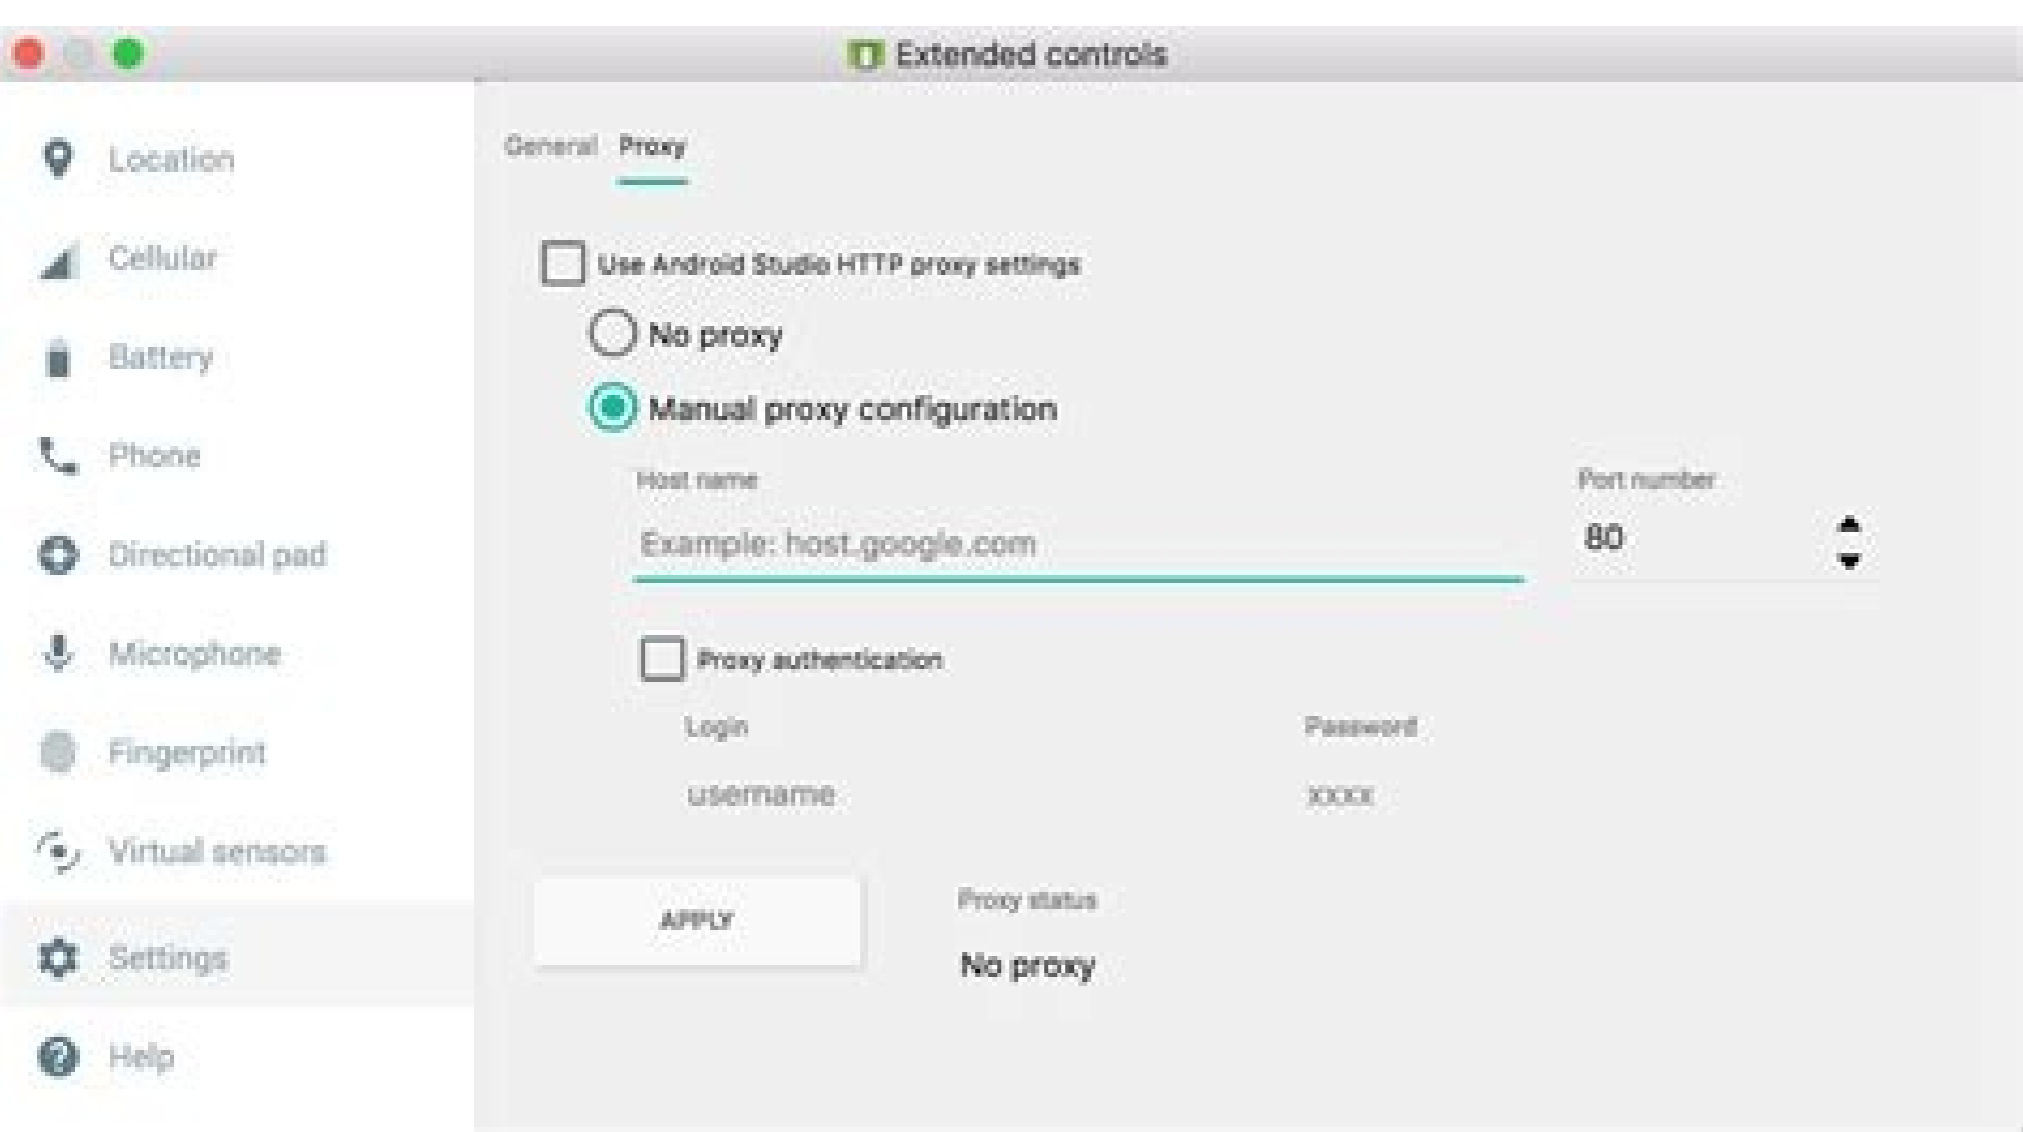 Extended controls
Location
Cellular
Battery
Phone
Directional pad
Microphone
Fingerprint
Virtual sensors
Settings
Help
General Proxy
Use Android Studio HTTP proxy settings
No proxy
Manual proxy configuration
Host name Port number
Example: host.google.com 80
Proxy authentication
Login Password
username xxxx
APPLY
Proxy status
No proxy